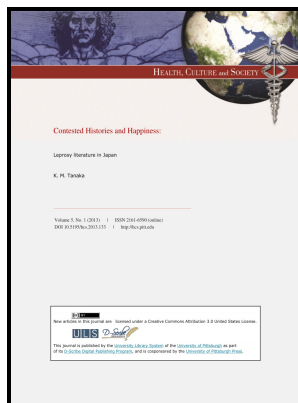 HEALTH, CULTURE and SOCIETY
Contested Histories and Happiness:
Leprosy literature in Japan
K. M. Tanaka
Volume 5, No. 1 (2013) | ISSN 2161-6590 (online)
DOI 10.5195/hcs.2013.133 | http://hcs.pitt.edu
New articles in this journal are licensed under a Creative Commons Attribution 3.0 United States License.
ULS D-Scribe
This journal is published by the University Library System of the University of Pittsburgh as part
of its D-Scribe Digital Publishing Program, and is cosponsored by the University of Pittsburgh Press.